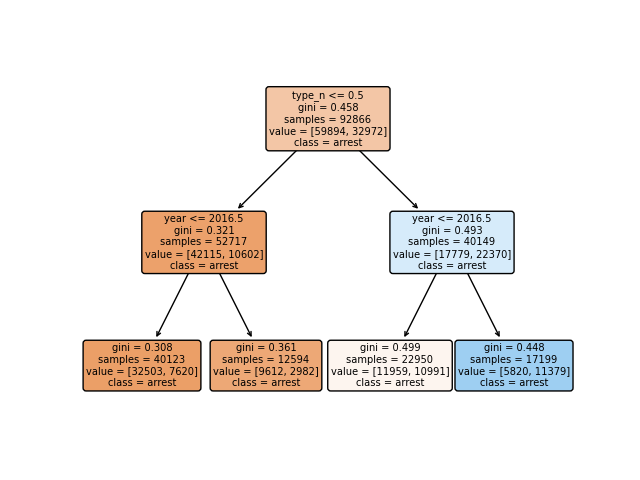 type_n <= 0.5
gini = 0.458
samples = 92866
value = [59894, 32972]
class = arrest
year <= 2016.5
gini = 0.321
samples = 52717
value = [42115, 10602]
class = arrest
year <= 2016.5
gini = 0.493
samples = 40149
value = [17779, 22370]
class = arrest
gini = 0.308
samples = 40123
value = [32503, 7620]
class = arrest
gini = 0.361
samples = 12594
value = [9612, 2982]
class = arrest
gini = 0.499
samples = 22950
value = [11959, 10991]
class = arrest
gini = 0.448
samples = 17199
value = [5820, 11379]
class = arrest